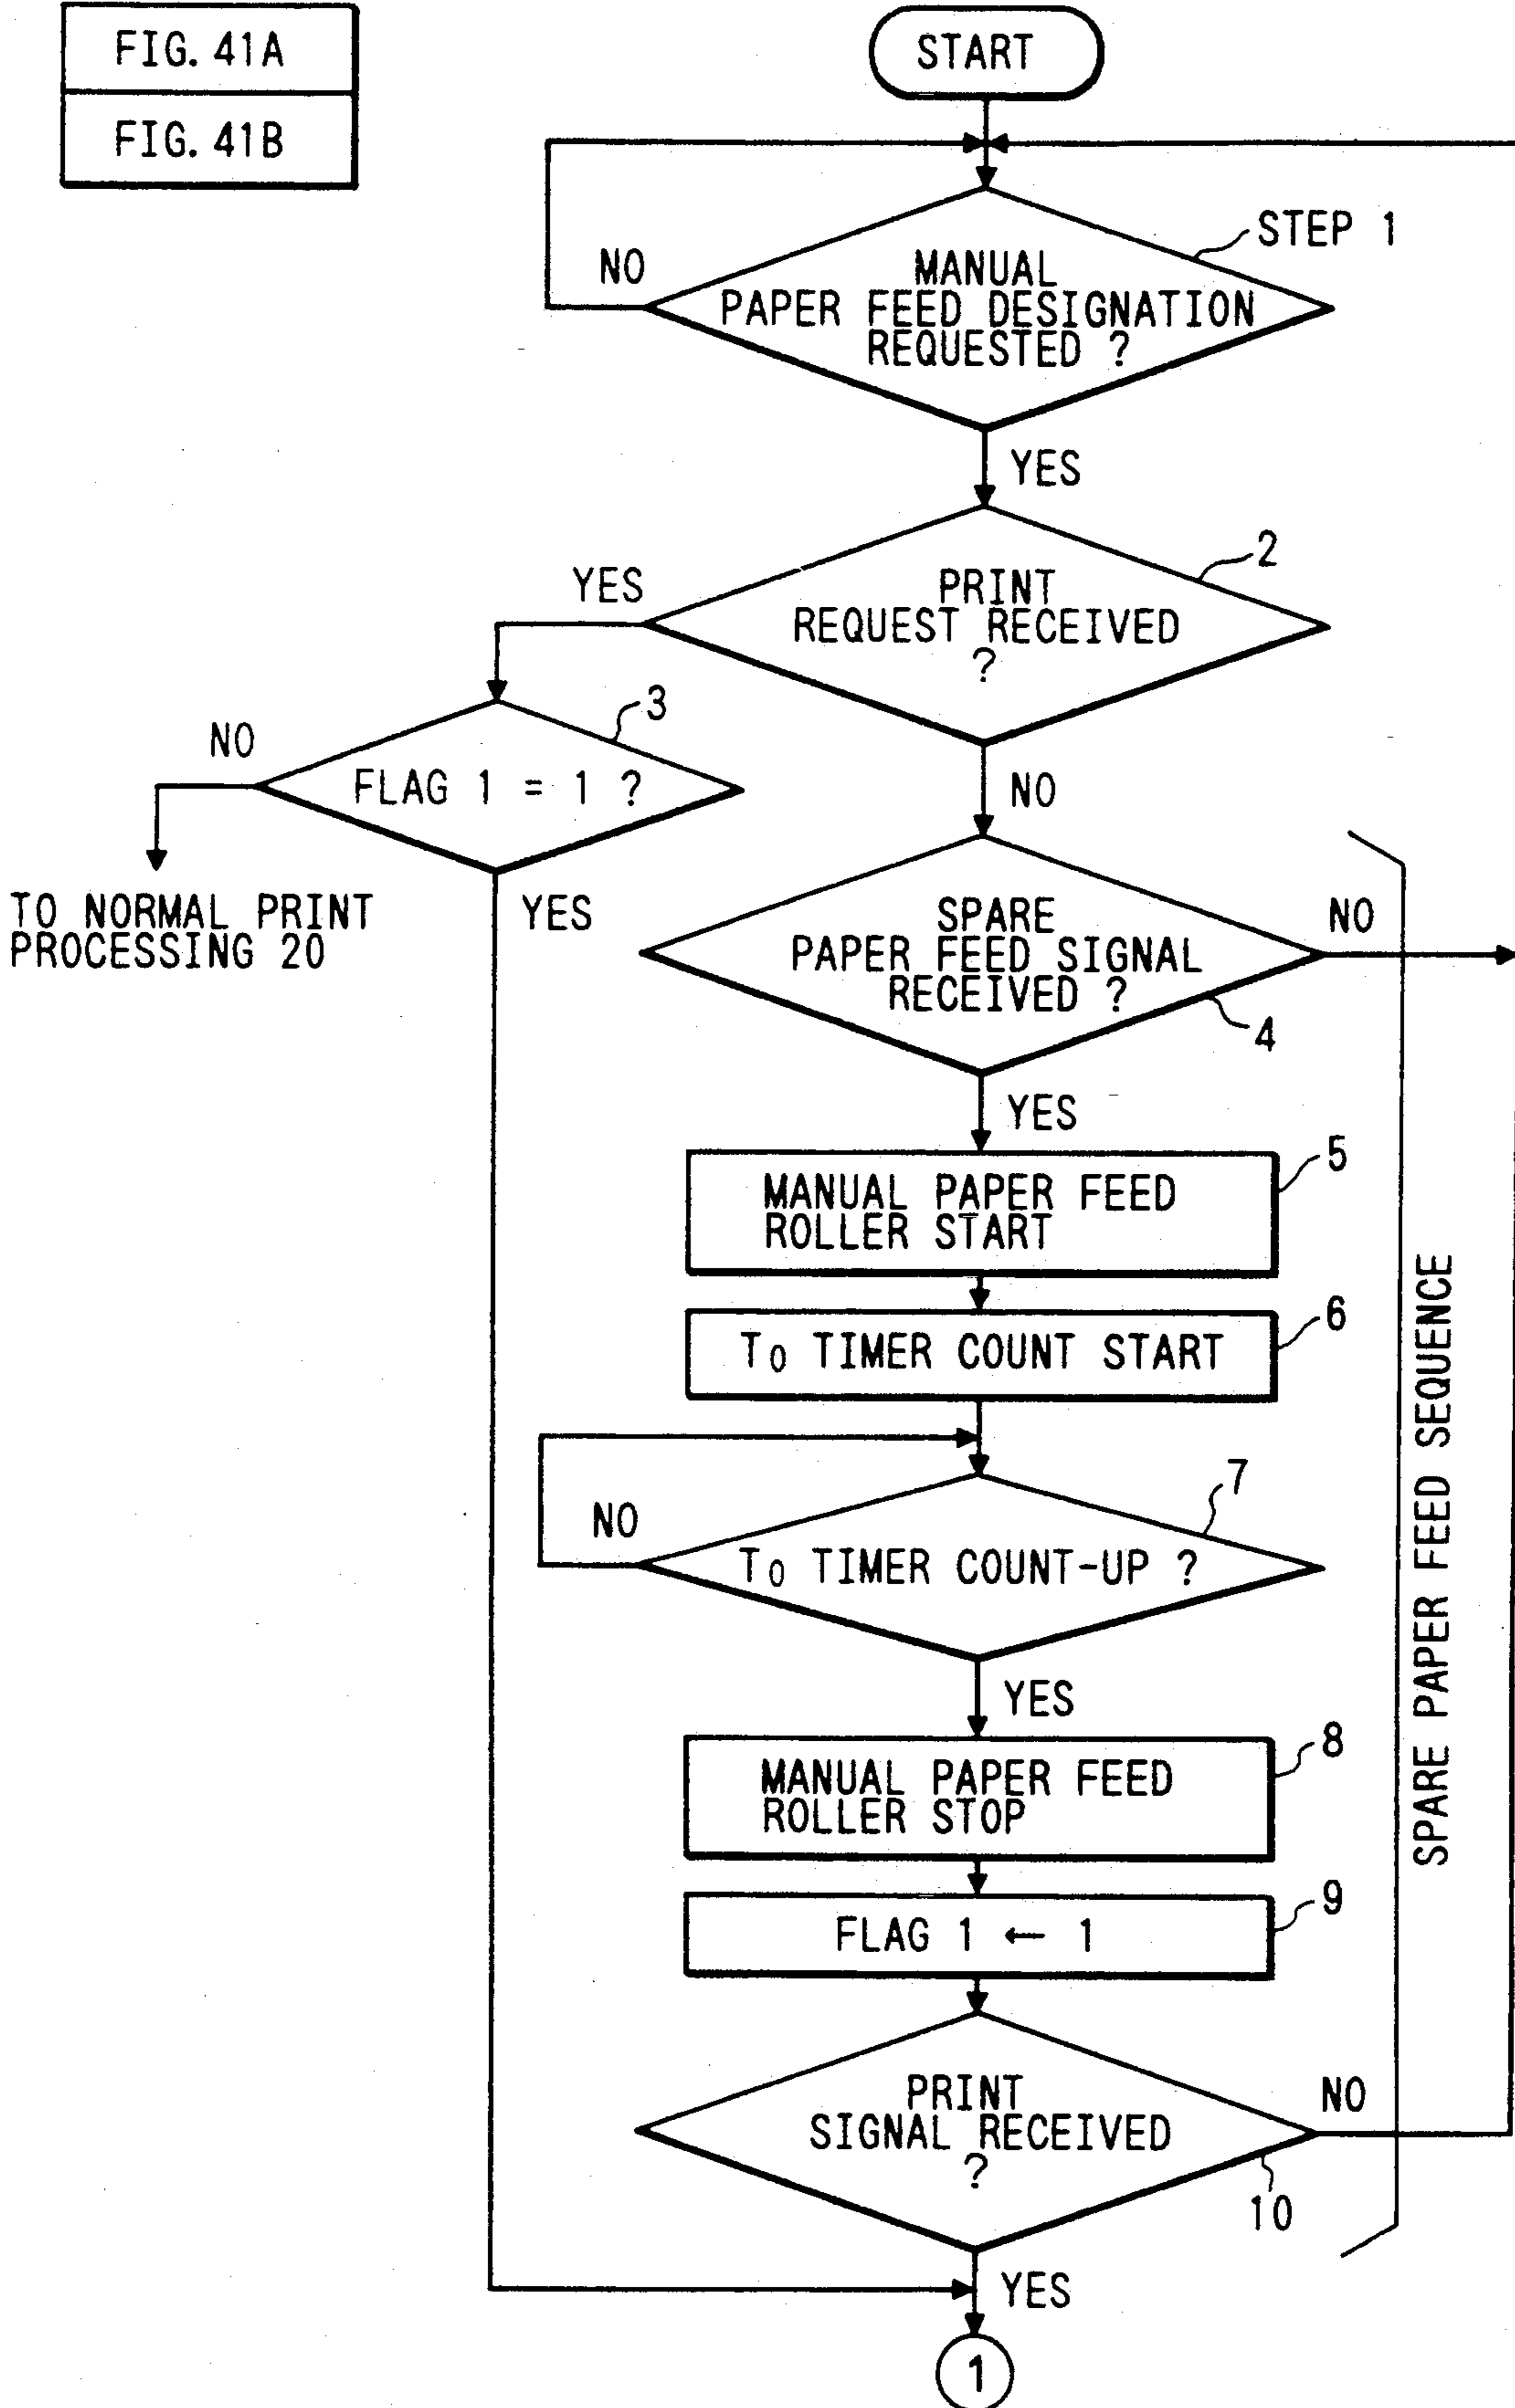 FIG. 41A
FIG. 41B
START
STEP 1
NO
MANUAL
PAPER FEED DESIGNATION
REQUESTED ?
YES
2
YES
PRINT
REQUEST RECEIVED
?
3
NO
FLAG 1 = 1 ?
NO
TO NORMAL PRINT
PROCESSING 20
YES
SPARE
PAPER FEED SIGNAL
RECEIVED ?
NO
4
YES
5
MANUAL PAPER FEED
ROLLER START
6
T0 TIMER COUNT START
7
NO
T0 TIMER COUNT-UP ?
YES
8
MANUAL PAPER FEED
ROLLER STOP
9
FLAG 1 ← 1
PRINT
SIGNAL RECEIVED
?
NO
10
YES
1
SPARE PAPER FEED SEQUENCE